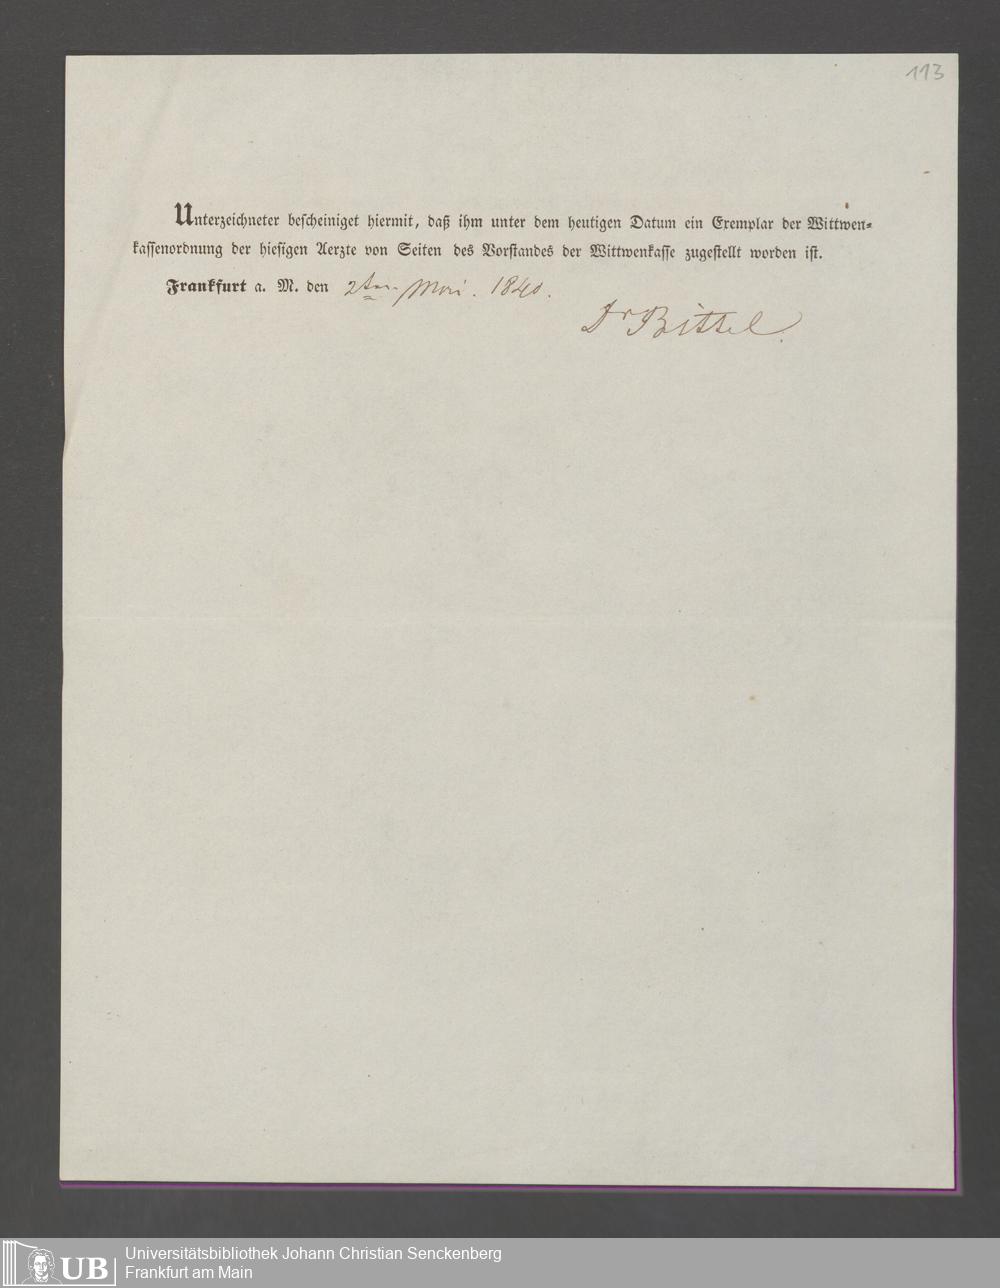 113
Unterzeichneter bescheiniget hiermit, daß ihm unter dem heutigen Datum ein Exemplar der Wittwen-
kassenordnung der hiesigen Aerzte von Seiten des Vorstandes der Wittwenkasse zugestellt worden ist.
Frankfurt a. M. den 2ten Mai. 1840.
Dr Bittel.
UB Universitätsbibliothek Johann Christian Senckenberg
Frankfurt am Main